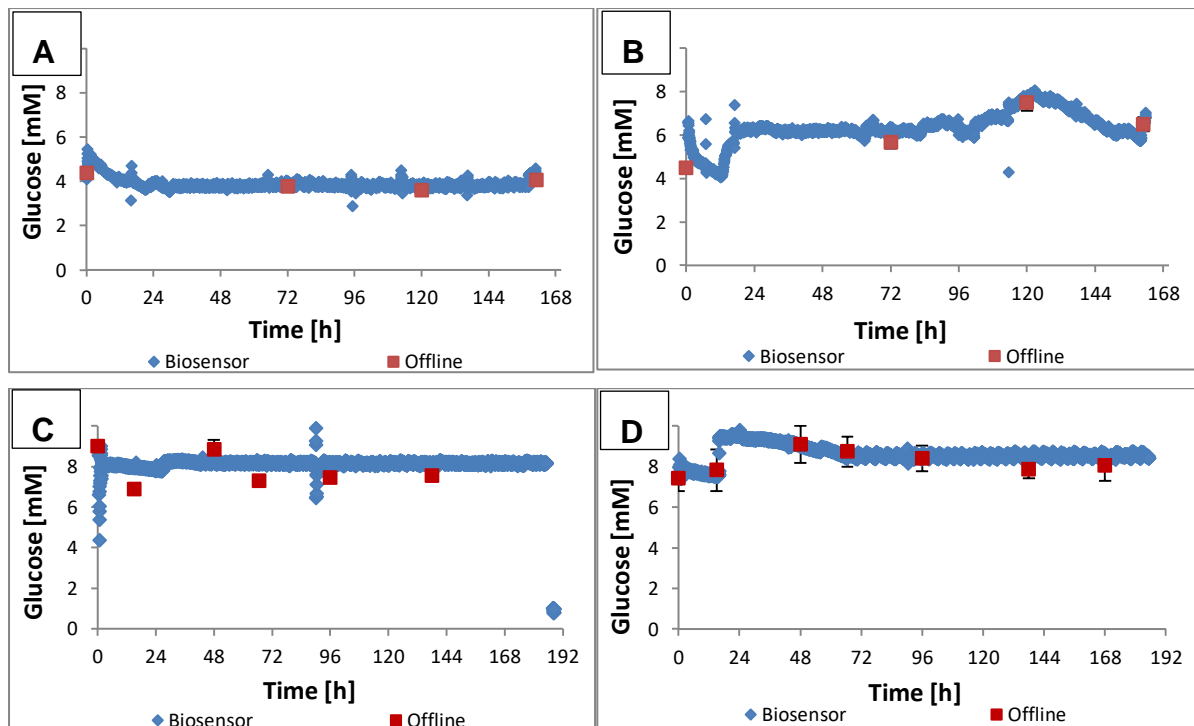 A
Glucose [mM]
8
6
4
2
0
0 24 48 72 96 120 144 168
Time [h]
Biosensor Offline
B
Glucose [mM]
8
6
4
2
0
0 24 48 72 96 120 144 168
Time [h]
Biosensor Offline
C
Glucose [mM]
8
6
4
2
0
0 24 48 72 96 120 144 168 192
Time [h]
Biosensor Offline
D
Glucose [mM]
8
6
4
2
0
0 24 48 72 96 120 144 168 192
Time [h]
Biosensor Offline